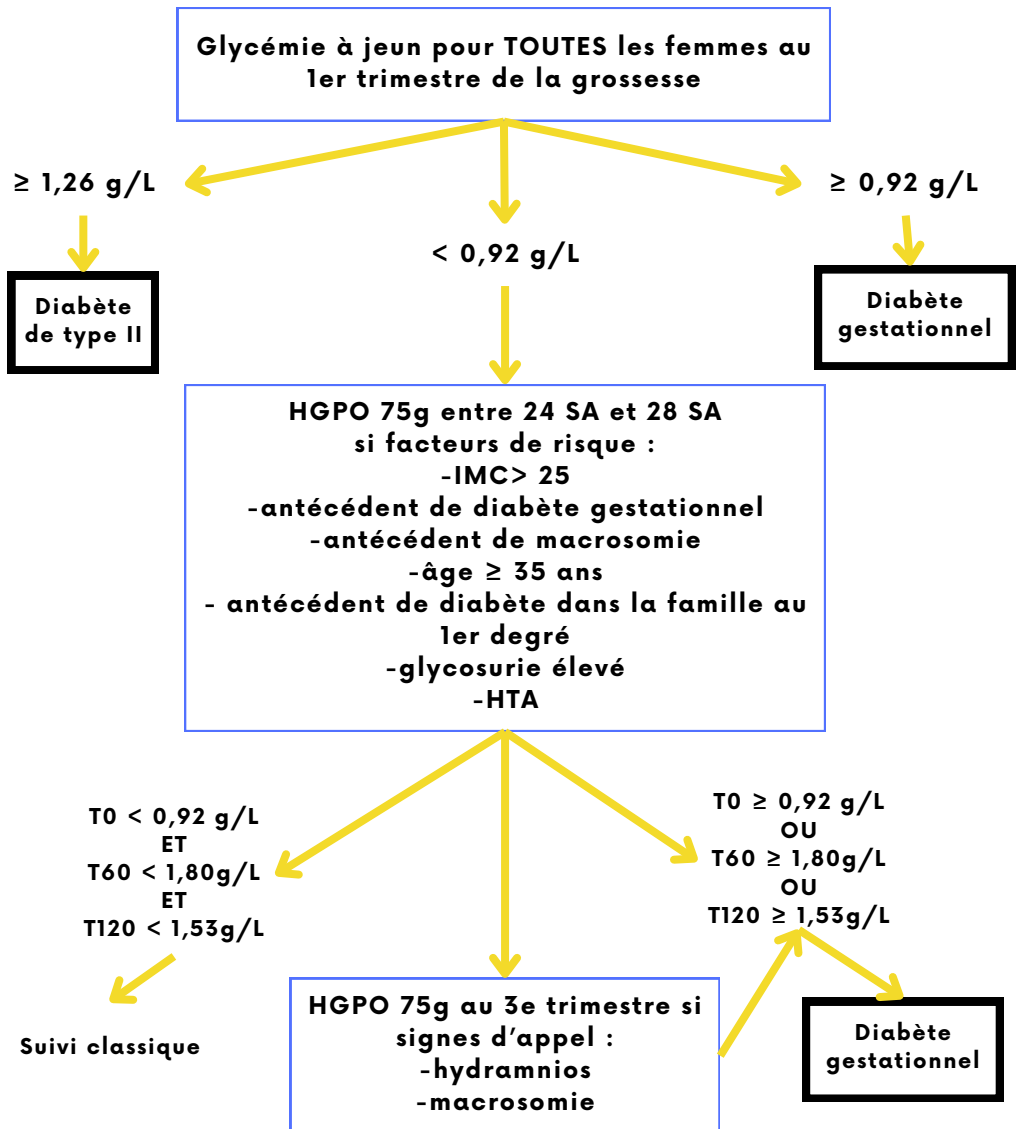 Glycémie à jeun pour TOUTES les femmes au
1er trimestre de la grossesse
≥ 1,26 g/L
≥ 0,92 g/L
< 0,92 g/L
Diabète
de type II
Diabète
gestationnel
HGPO 75g entre 24 SA et 28 SA
si facteurs de risque :
-IMC> 25
-antécédent de diabète gestationnel
-antécédent de macrosomie
-âge ≥ 35 ans
- antécédent de diabète dans la famille au
1er degré
-glycosurie élevé
-HTA
T0 < 0,92 g/L
ET
T60 < 1,80g/L
ET
T120 < 1,53g/L
T0 ≥ 0,92 g/L
OU
T60 ≥ 1,80g/L
OU
T120 ≥ 1,53g/L
Suivi classique
HGPO 75g au 3e trimestre si
signes d’appel :
-hydramnios
-macrosomie
Diabète
gestationnel